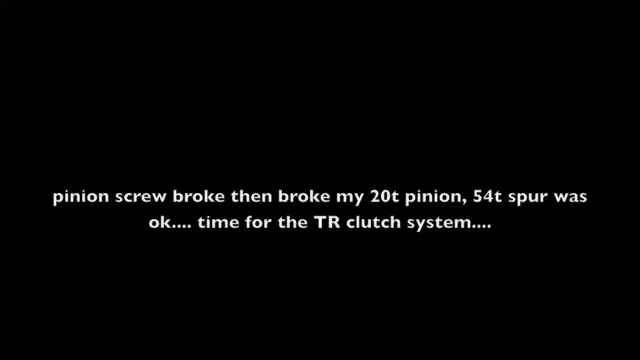 pinion screw broke then broke my 20t pinion, 54t spur was
ok.... time for the TR clutch system....